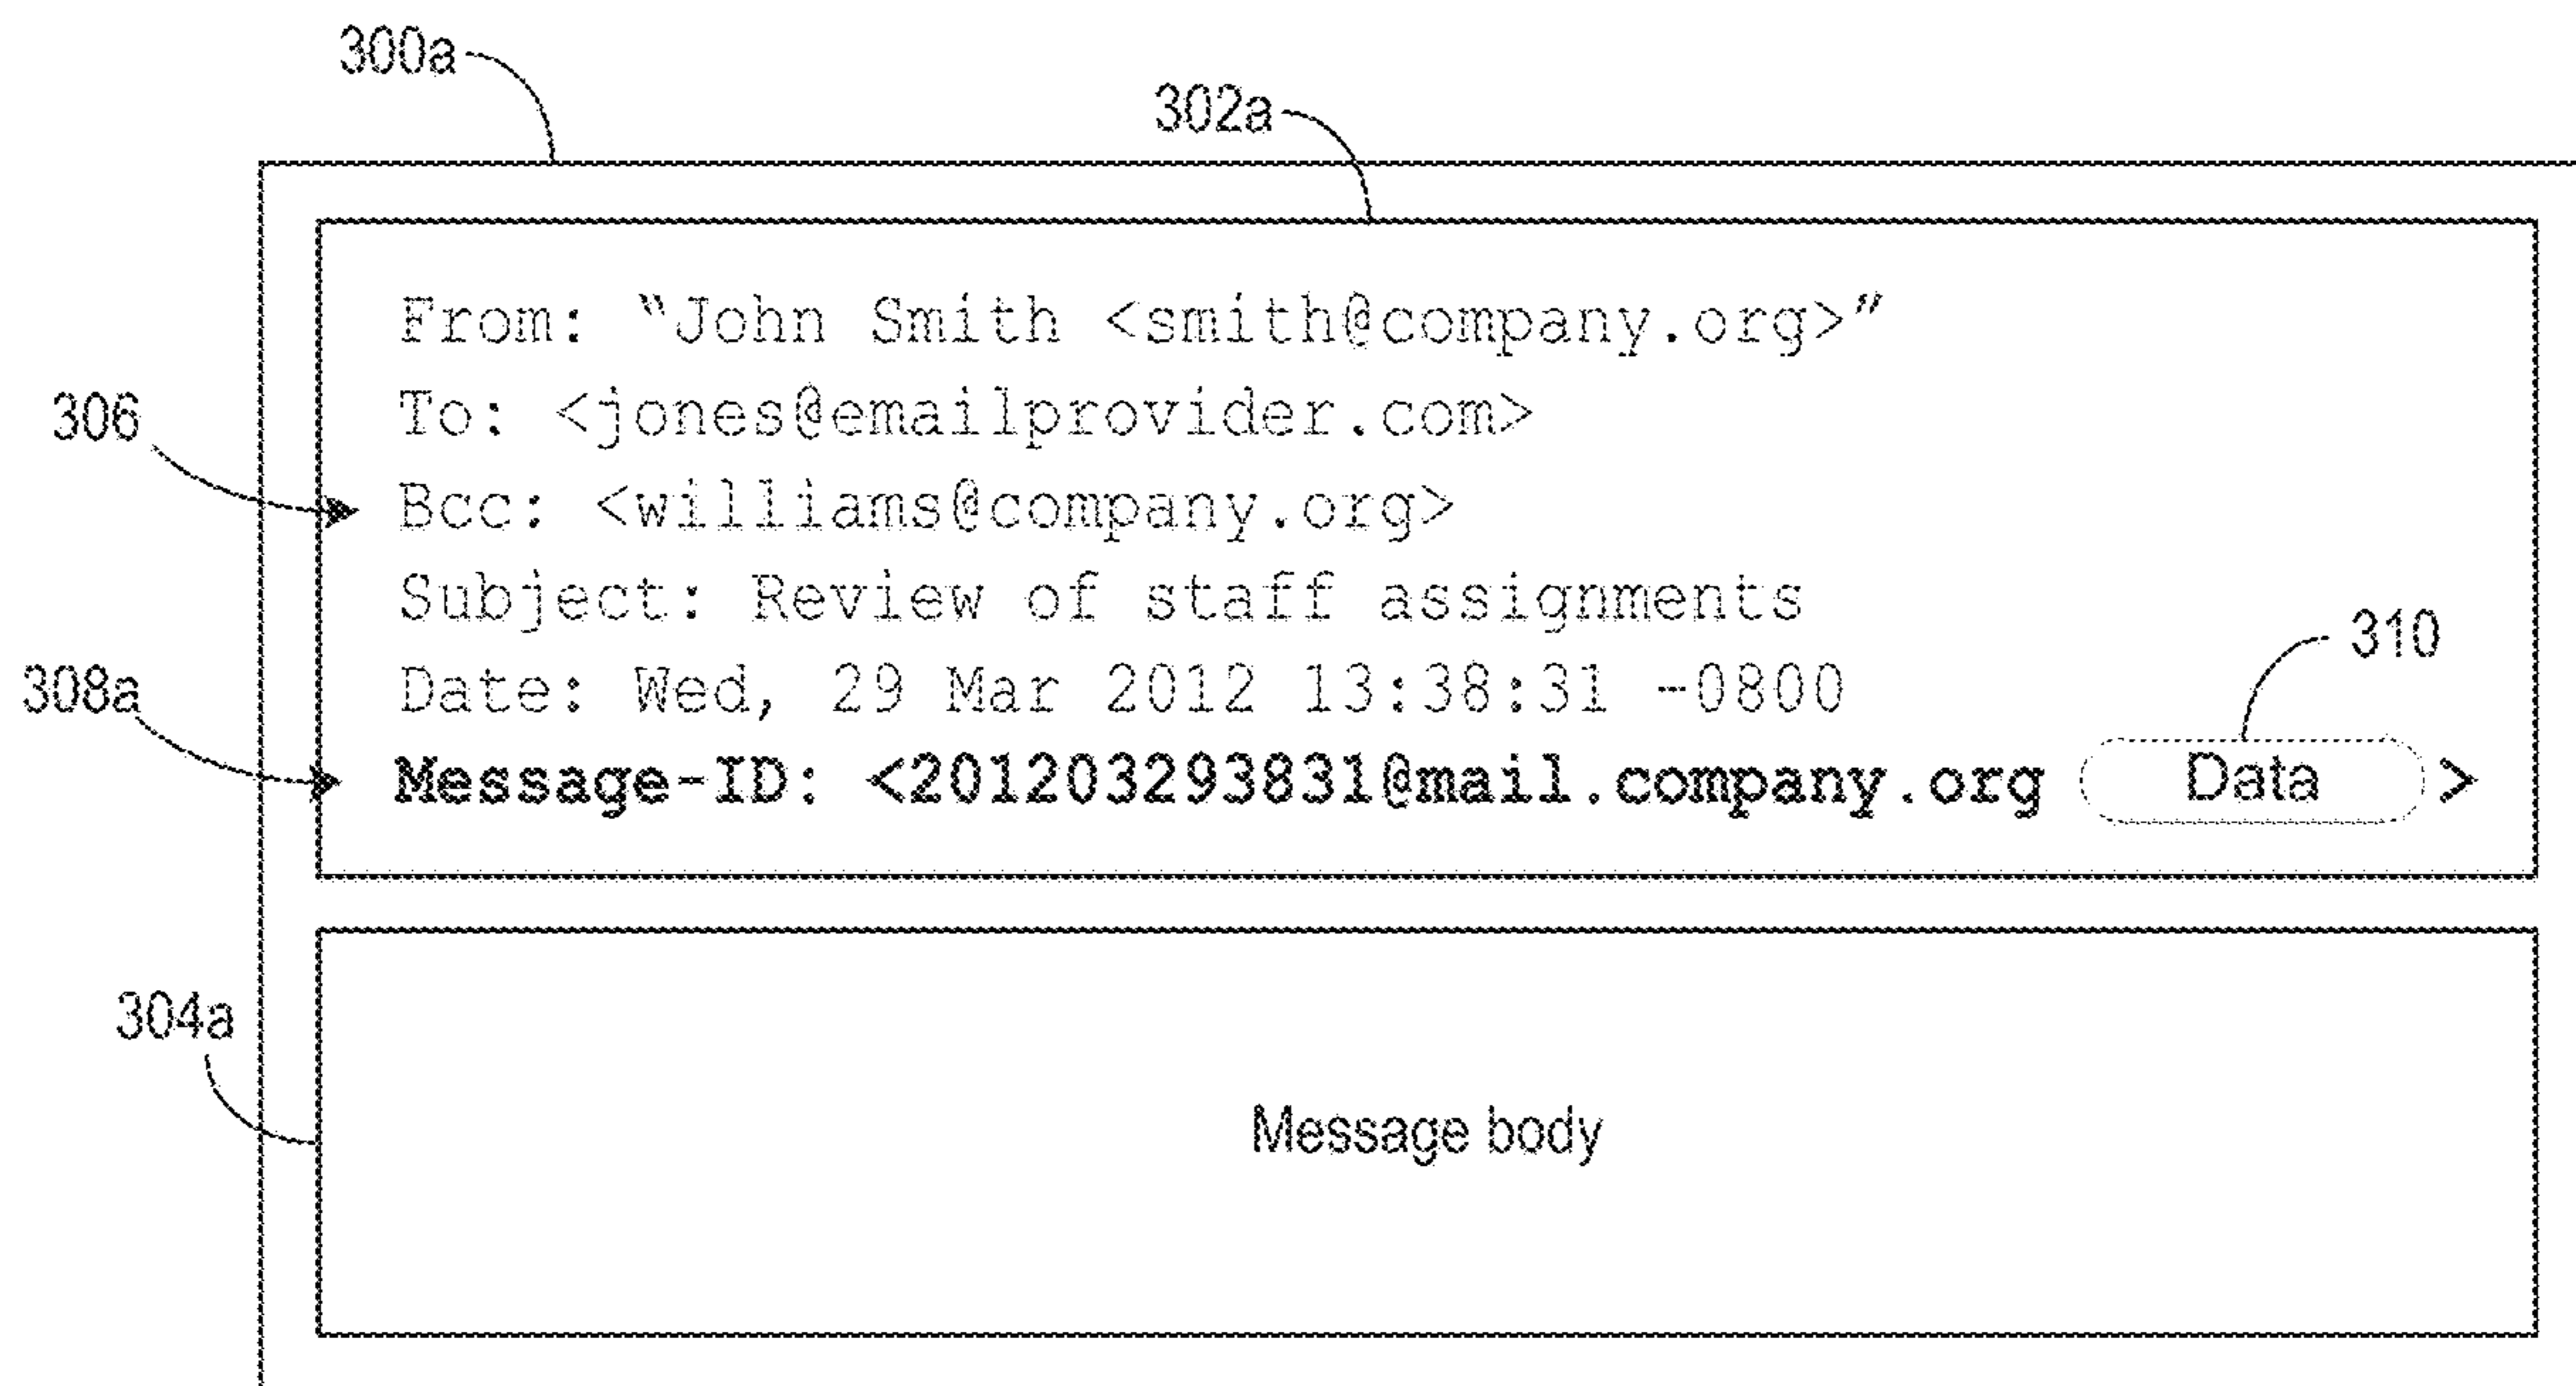 300a
302a
From: “John Smith <smith@company.org>”
To: <jones@emailprovider.com>
306
Bcc: <williams@company.org>
Subject: Review of staff assignments
310
Date: Wed, 29 Mar 2012 13:38:31 -0800
308a
Message-ID: <201203293831@mail.company.org Data >
304a
Message body